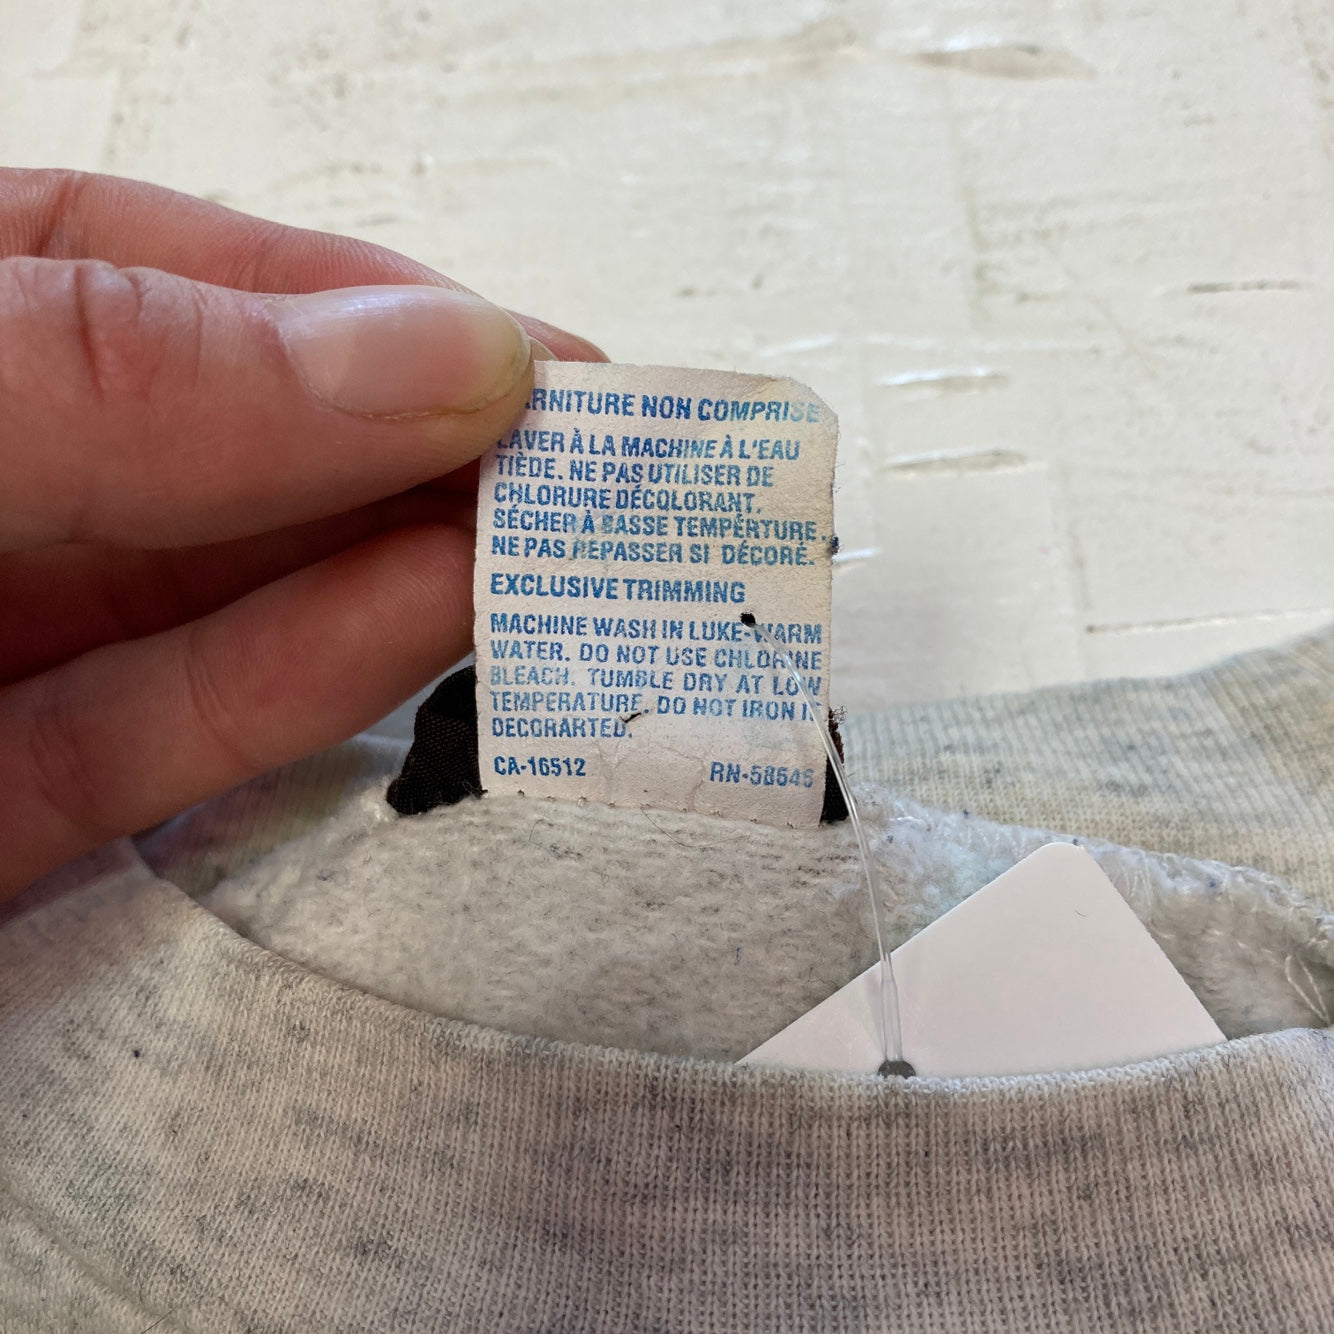 ARNITURE NON COMPRISE
LAVER À LA MACHINE À L'EAU
TIÈDE. NE PAS UTILISER DE
CHLORURE DÉCOLORANT.
SÉCHER À BASSE TEMPÉRTURE.
NE PAS REPASSER SI DÉCORÉ.
EXCLUSIVE TRIMMING
MACHINE WASH IN LUKE-WARM
WATER. DO NOT USE CHLORINE
BLEACH. TUMBLE DRY AT LOW
TEMPERATURE. DO NOT IRON IF
DECORARTED.
CA-16512 RN-58646